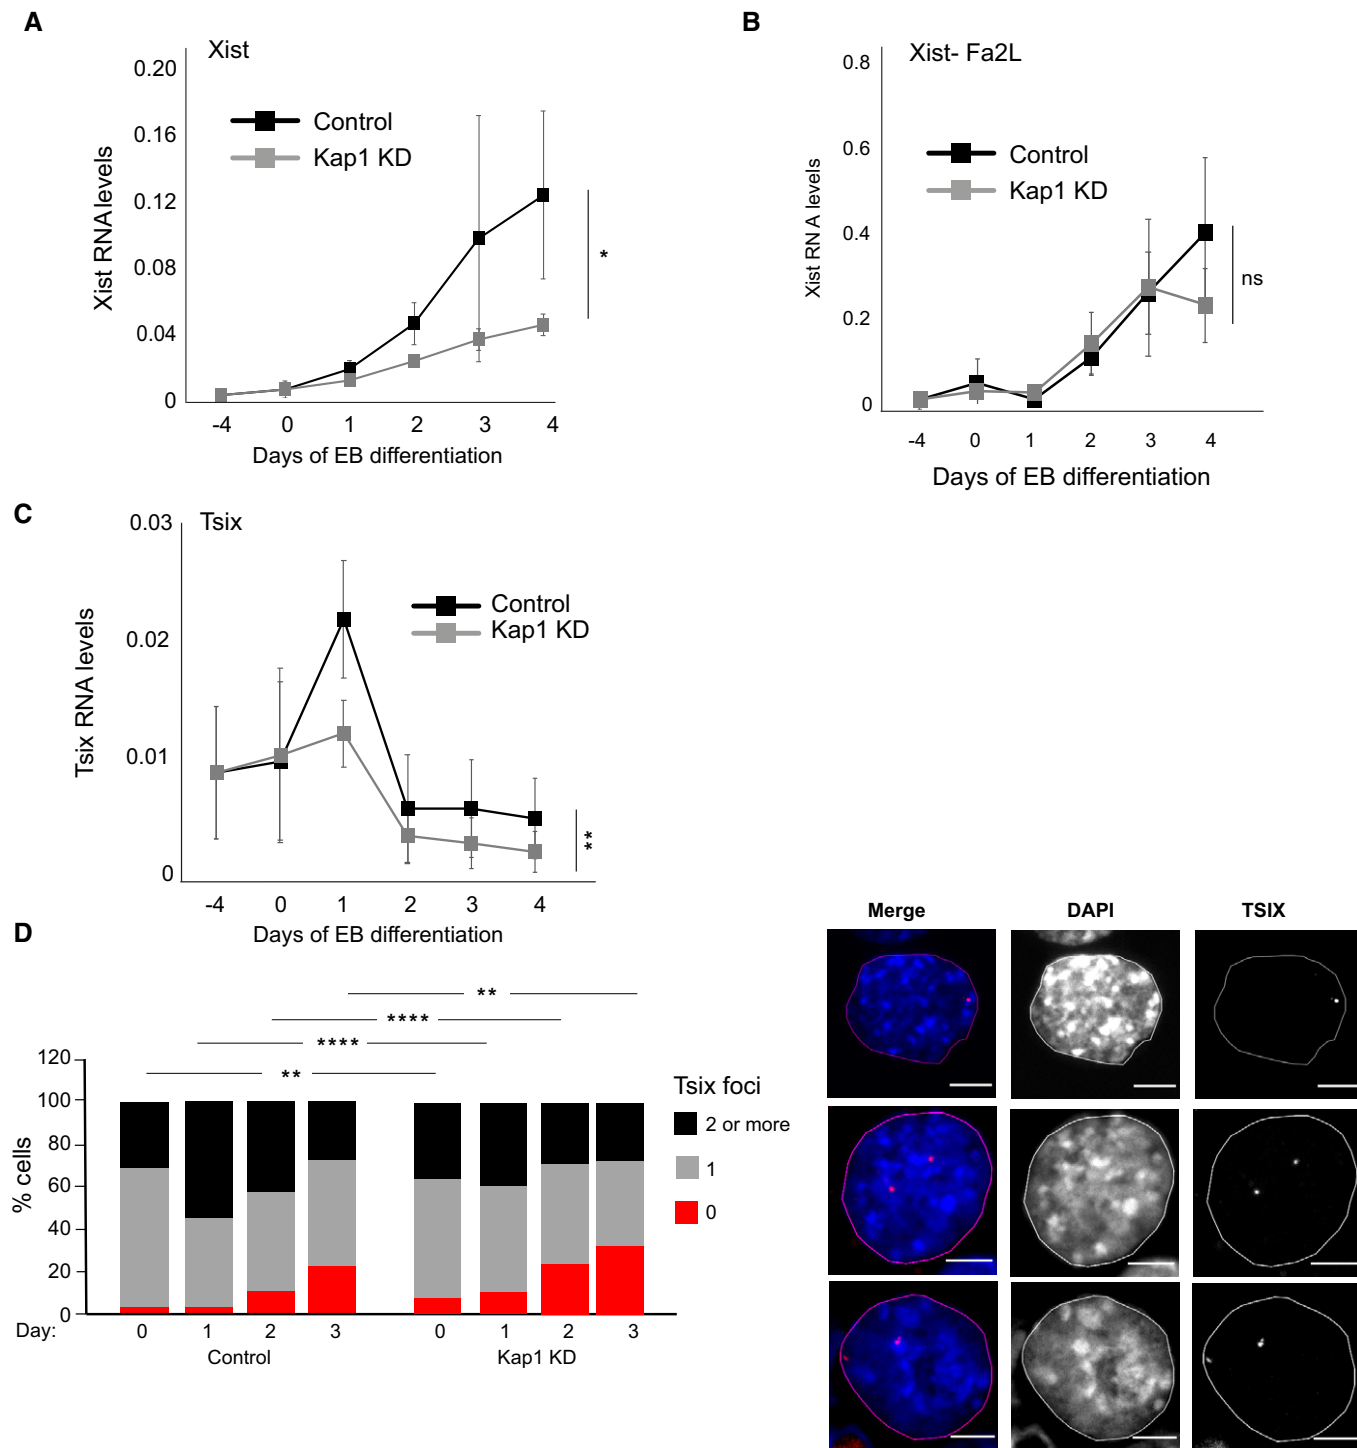 A
Xist
0.20
0.16
0.12
0.08
0.04
0
Xist RNA levels
Control
Kap1 KD
*
-4 0 1 2 3 4
Days of EB differentiation
B
Xist- Fa2L
0.8
0.6
0.4
0.2
0
Xist RNA levels
Control
Kap1 KD
ns
-4 0 1 2 3 4
Days of EB differentiation
C
Tsix
0.03
0.02
0.01
0
Tsix RNA levels
Control
Kap1 KD
**
-4 0 1 2 3 4
Days of EB differentiation
D
**
****
****
**
120
100
80
60
40
20
0
% cells
Day: 0 1 2 3 0 1 2 3
Control Kap1 KD
Tsix foci
2 or more
1
0
Merge DAPI TSIX